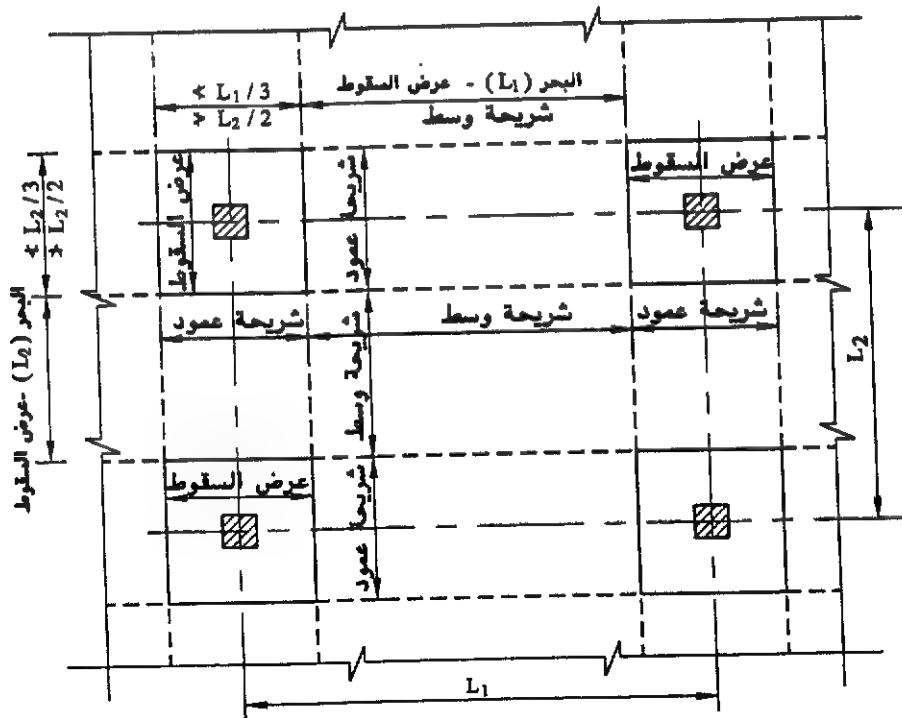 البحر (L₁) - عرض السقوط
شريحة وسط
≮ L₁/3
≯ L₂/2
عرض السقوط
شريحة عمود
عرض السقوط
≮ L₂/3
≯ L₂/2
البحر (L₂) - عرض السقوط
شريحة عمود
شريحة وسط
شريحة عمود
شريحة وسط
L₂
عرض السقوط
شريحة عمود
L₁